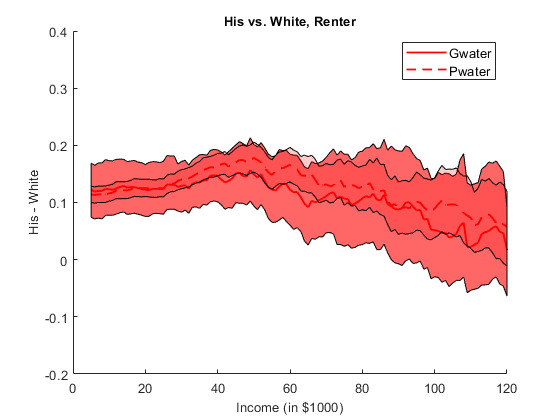 His vs. White, Renter
Gwater
Pwater
His - White
0.4
0.3
0.2
0.1
0
-0.1
-0.2
0
20
40
60
80
100
120
Income (in $1000)